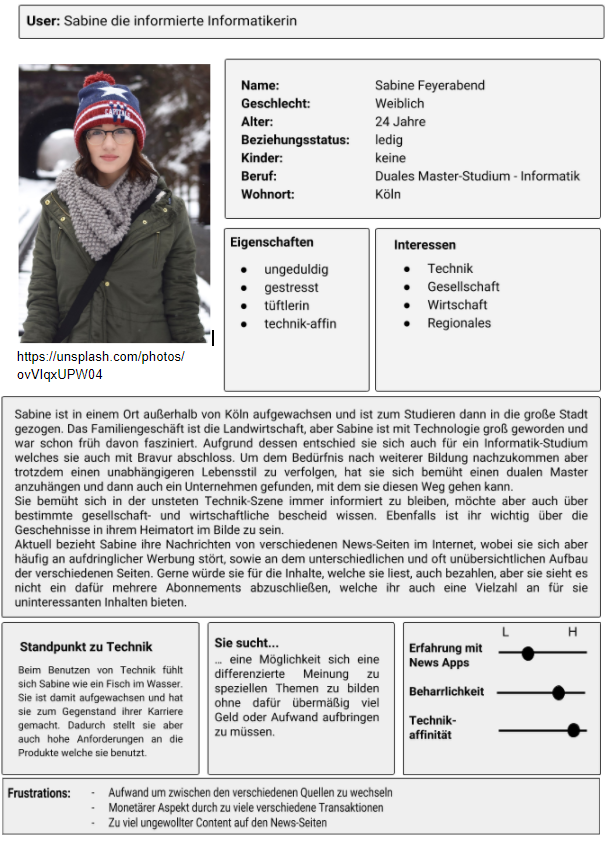 User: Sabine die informierte Informatikerin
CAPITALS
https://unsplash.com/photos/
ovVIqxUPW04
Name: Sabine Feyerabend
Geschlecht: Weiblich
Alter: 24 Jahre
Beziehungsstatus: ledig
Kinder: keine
Beruf: Duales Master-Studium - Informatik
Wohnort: Köln
Eigenschaften
● ungeduldig
● gestresst
● tüftlerin
● technik-affin
Interessen
● Technik
● Gesellschaft
● Wirtschaft
● Regionales
Sabine ist in einem Ort außerhalb von Köln aufgewachsen und ist zum Studieren dann in die große Stadt
gezogen. Das Familiengeschäft ist die Landwirtschaft, aber Sabine ist mit Technologie groß geworden und
war schon früh davon fasziniert. Aufgrund dessen entschied sie sich auch für ein Informatik-Studium
welches sie auch mit Bravur abschloss. Um dem Bedürfnis nach weiterer Bildung nachzukommen aber
trotzdem einen unabhängigeren Lebensstil zu verfolgen, hat sie sich bemüht einen dualen Master
anzuhängen und dann auch ein Unternehmen gefunden, mit dem sie diesen Weg gehen kann.
Sie bemüht sich in der unsteten Technik-Szene immer informiert zu bleiben, möchte aber auch über
bestimmte gesellschaft- und wirtschaftliche bescheid wissen. Ebenfalls ist ihr wichtig über die
Geschehnisse in ihrem Heimatort im Bilde zu sein.
Aktuell bezieht Sabine ihre Nachrichten von verschiedenen News-Seiten im Internet, wobei sie sich aber
häufig an aufdringlicher Werbung stört, sowie an dem unterschiedlichen und oft unübersichtlichen Aufbau
der verschiedenen Seiten. Gerne würde sie für die Inhalte, welche sie liest, auch bezahlen, aber sie sieht es
nicht ein dafür mehrere Abonnements abzuschließen, welche ihr auch eine Vielzahl an für sie
uninteressanten Inhalten bieten.
Standpunkt zu Technik
Beim Benutzen von Technik fühlt
sich Sabine wie ein Fisch im Wasser.
Sie ist damit aufgewachsen und hat
sie zum Gegenstand ihrer Karriere
gemacht. Dadurch stellt sie aber
auch hohe Anforderungen an die
Produkte welche sie benutzt.
Sie sucht...
… eine Möglichkeit sich eine
differenzierte Meinung zu
speziellen Themen zu bilden
ohne dafür übermäßig viel
Geld oder Aufwand aufbringen
zu müssen.
L H
Erfahrung mit
News Apps
Beharrlichkeit
Technik-
affinität
Frustrations: - Aufwand um zwischen den verschiedenen Quellen zu wechseln
- Monetärer Aspekt durch zu viele verschiedene Transaktionen
- Zu viel ungewollter Content auf den News-Seiten